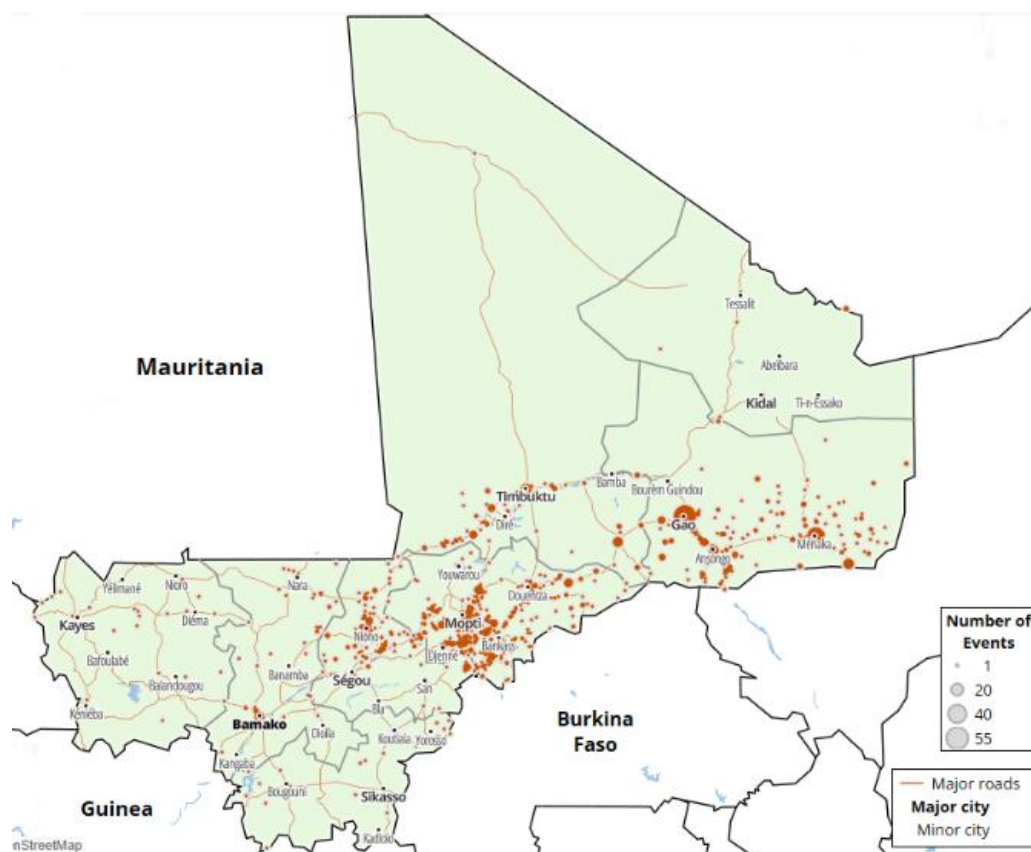 Tessalit
Mauritania
Abeïbara
Kidal
Ti-n-Essako
Timbuktu
Bamba
Bourem Guindou
Diré
Gao
Ménaka
Ansongo
Youwarou
Douentza
Nara
Yélimané
Nioro
Kayes
Diéma
Niono
Mopti
Bankass
Djenné
Bafoulabé
Banamba
Ségou
Bafandougou
San
Kéniéba
Bla
Bamako
Dioïla
Koutiala
Yorosso
Kangaba
Burkina
Faso
Bougouni
Sikasso
Guinea
Kadiolo
Number of
Events
1
20
40
55
Major roads
Major city
Minor city
nStreetMap